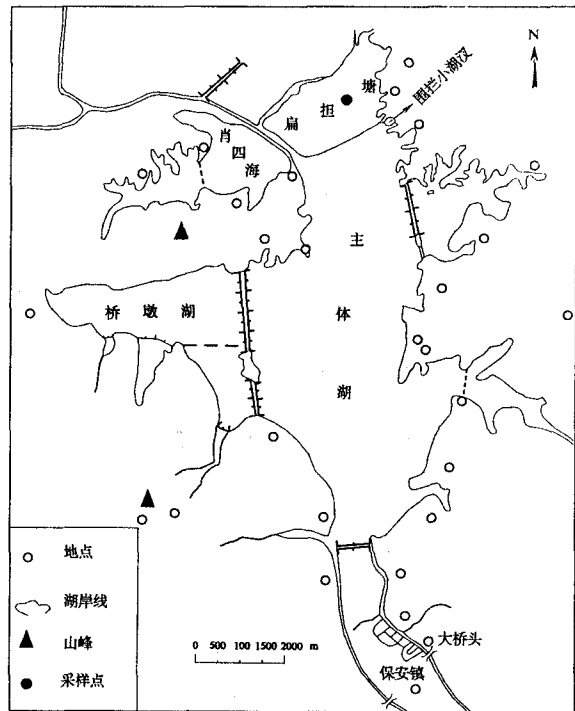 N
围拦小湖汊
扁担塘
肖四海
主体湖
桥墩湖
地点
湖岸线
山峰
采样点
0 500 1000 1500 2000 m
大桥头
保安镇